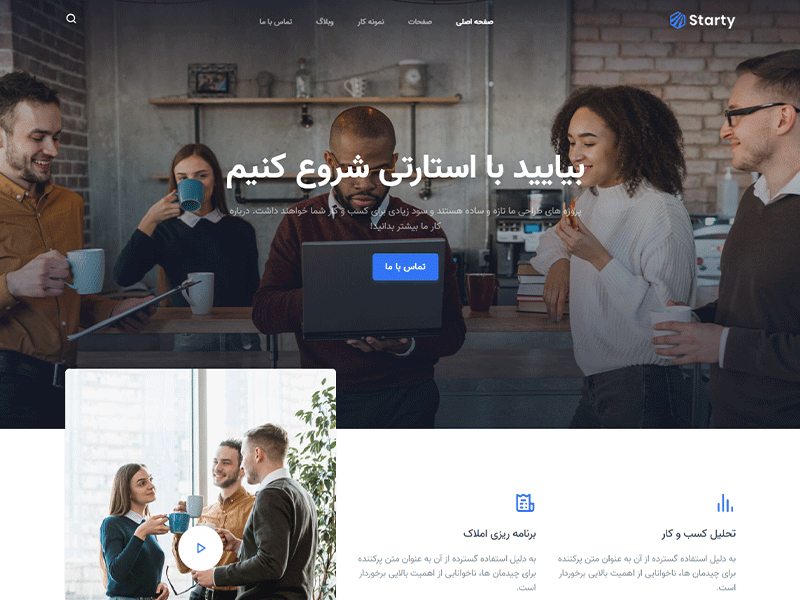 Starty
صفحه اصلی
صفحات
نمونه کار
وبلاگ
تماس با ما
بیایید با استارتی شروع کنیم
پروژه های طراحی ما تازه و ساده هستند و سود زیادی برای کسب و کار شما خواهند داشت. درباره
کار ما بیشتر بدانید!
تماس با ما
تحلیل کسب و کار
به دلیل استفاده گسترده از آن به عنوان متن پرکننده
برای چیدمان ها، ناخوانایی از اهمیت بالایی برخوردار
است.
برنامه ریزی املاک
به دلیل استفاده گسترده از آن به عنوان متن پرکننده
برای چیدمان ها، ناخوانایی از اهمیت بالایی برخوردار
است.